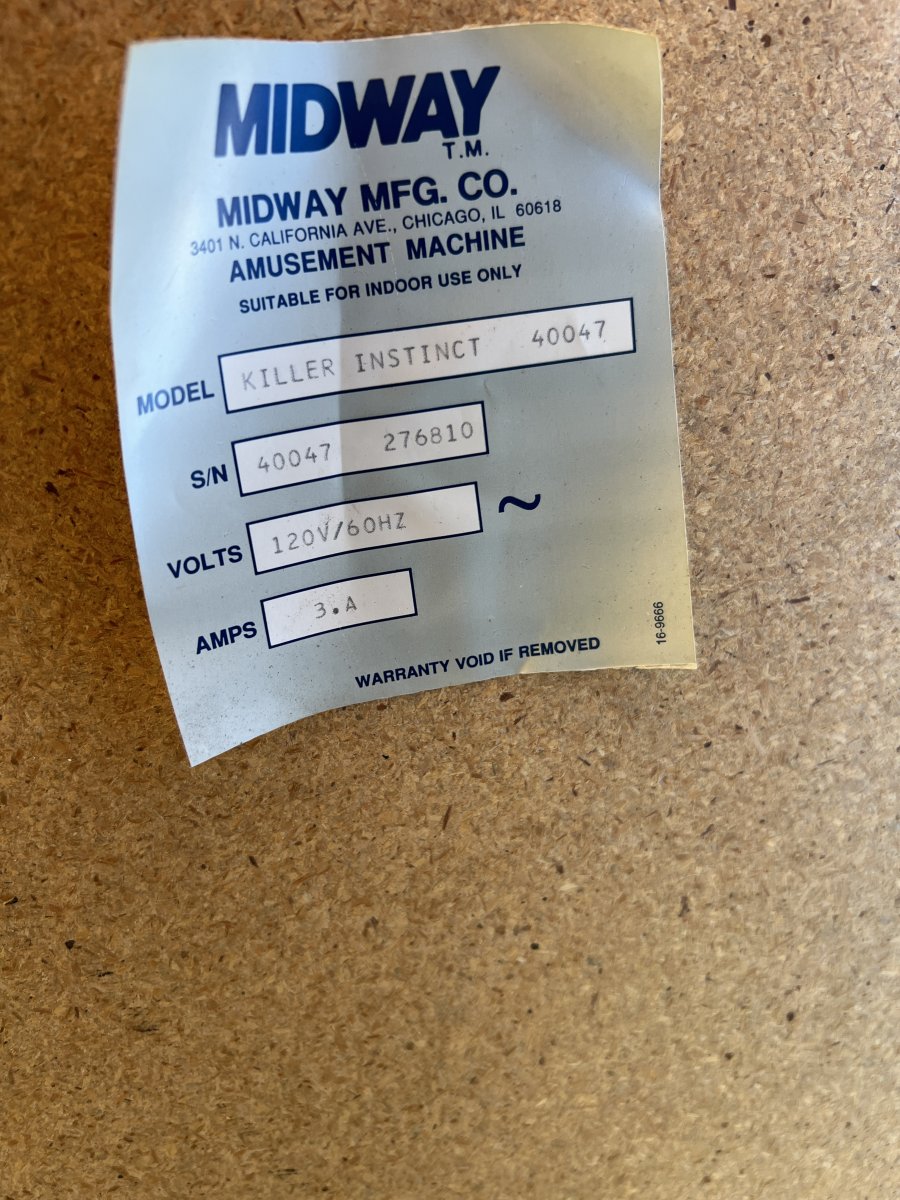 MIDWAY
T.M.
MIDWAY MFG. CO.
3401 N. CALIFORNIA AVE., CHICAGO, IL 60618
AMUSEMENT MACHINE
SUITABLE FOR INDOOR USE ONLY
MODEL KILLER INSTINCT 40047
S/N 40047 276810
VOLTS 120V/60HZ ~
AMPS 3.A
WARRANTY VOID IF REMOVED
16-9666